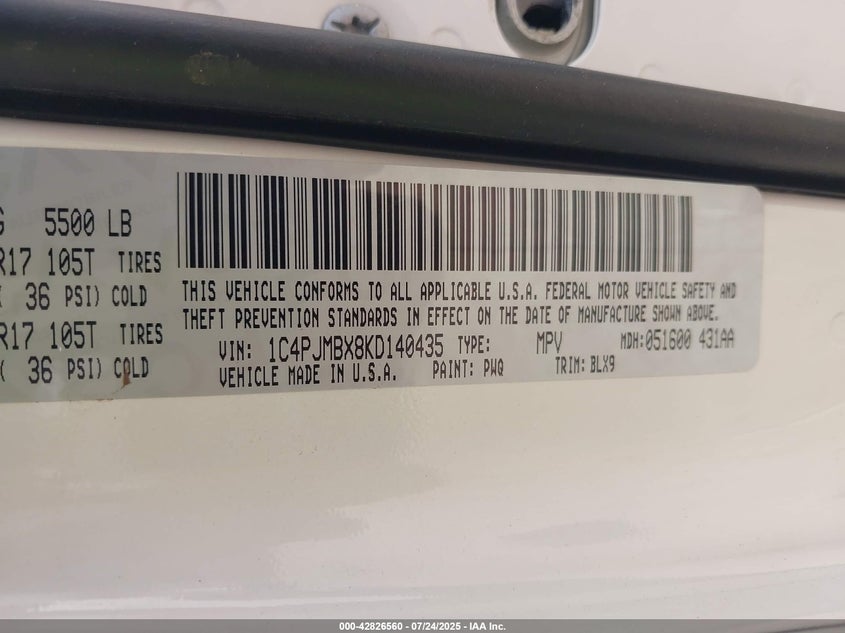 G 5500 LB
R17 105T TIRES
( 36 PSI) COLD
R17 105T TIRES
( 36 PSI) COLD
THIS VEHICLE CONFORMS TO ALL APPLICABLE U.S.A. FEDERAL MOTOR VEHICLE SAFETY AND
THEFT PREVENTION STANDARDS IN EFFECT ON THE DATE OF MANUFACTURE SHOWN ABOVE.
VIN: 1C4PJMBX8KD140435 TYPE: MPV MDH:051600 431AA
VEHICLE MADE IN U.S.A. PAINT: PWQ TRIM: BLX9
000-42826560 - 07/24/2025 - IAA Inc.